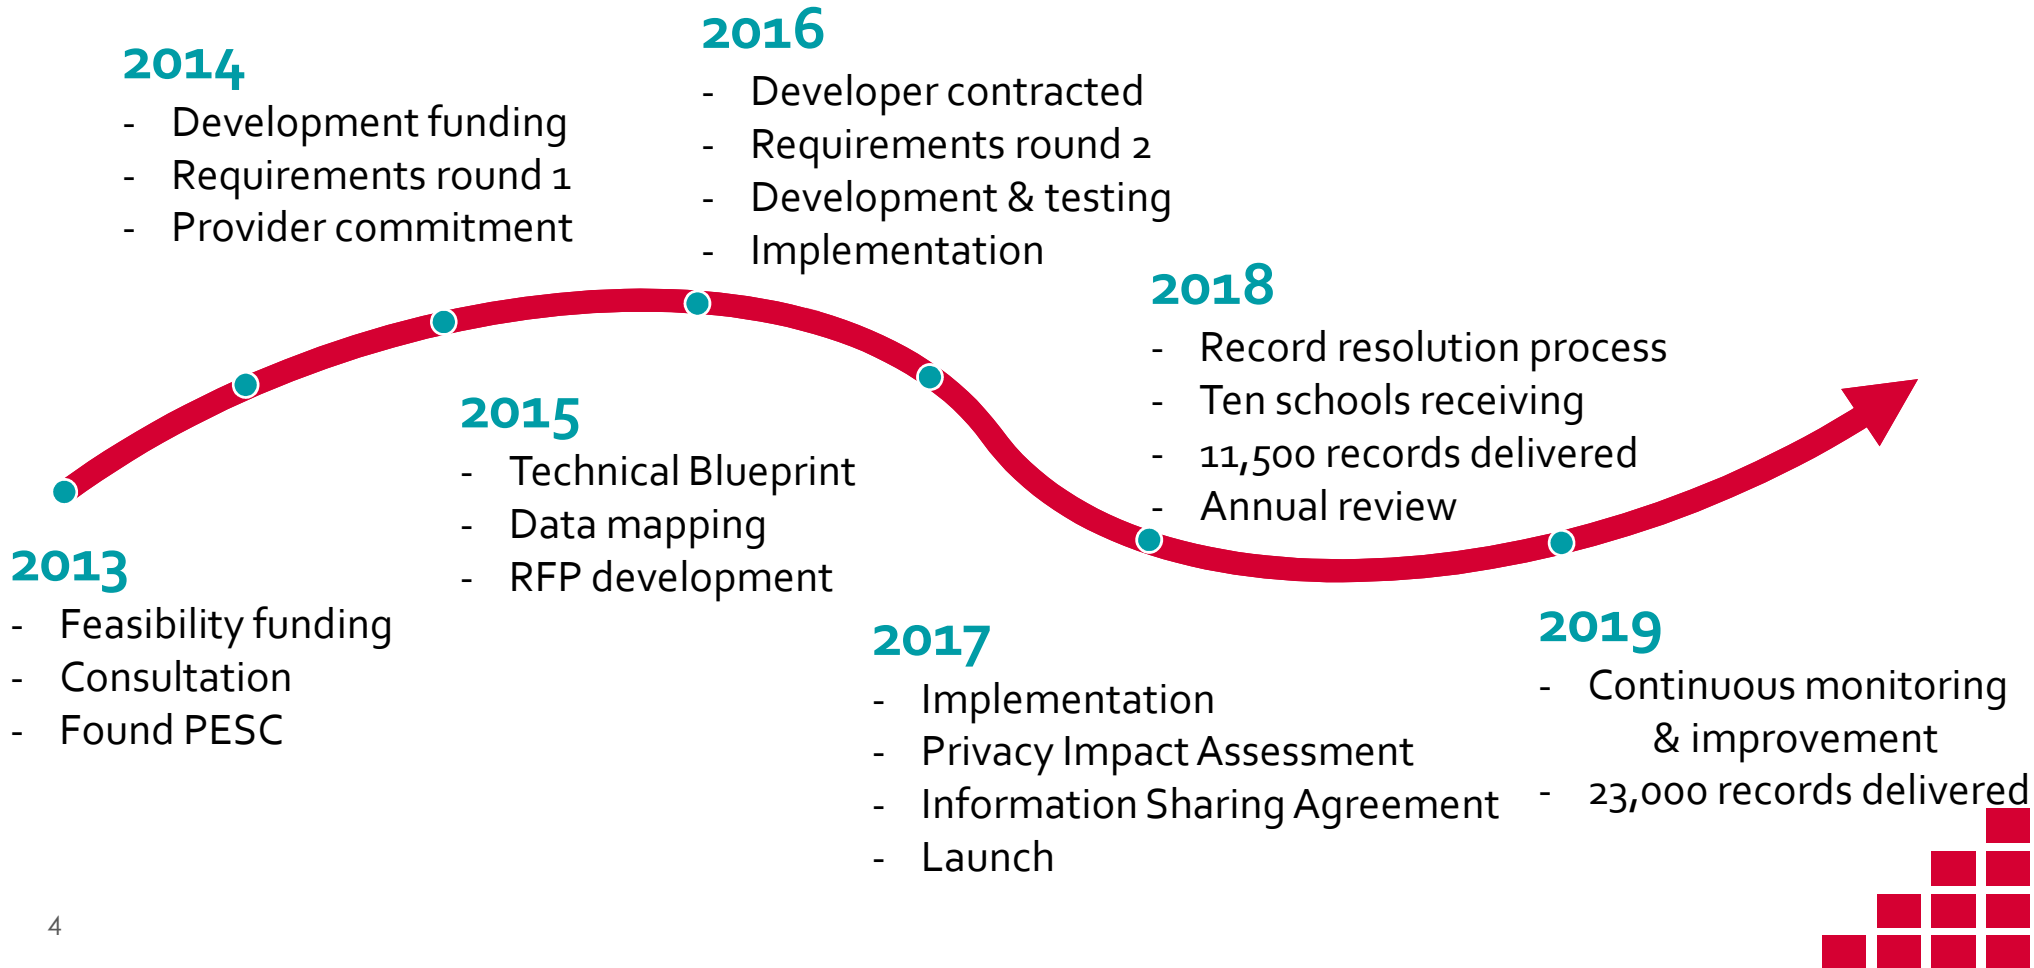 2014
- Development funding
- Requirements round 1
- Provider commitment
2016
- Developer contracted
- Requirements round 2
- Development & testing
- Implementation
2018
- Record resolution process
- Ten schools receiving
- 11,500 records delivered
- Annual review
2013
- Feasibility funding
- Consultation
- Found PESC
2015
- Technical Blueprint
- Data mapping
- RFP development
2017
- Implementation
- Privacy Impact Assessment
- Information Sharing Agreement
- Launch
2019
- Continuous monitoring
& improvement
- 23,000 records delivered
4